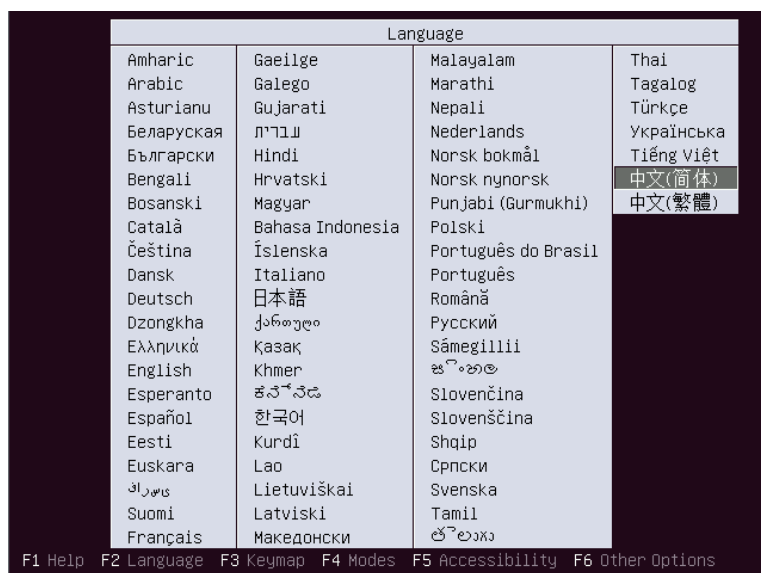 Language
Amharic
Arabic
Asturianu
Беларуская
Български
Bengali
Bosanski
Català
Čeština
Dansk
Deutsch
Dzongkha
Ελληνικά
English
Esperanto
Español
Eesti
Euskara
فارسی
Suomi
Français
Gaeilge
Galego
Gujarati
עברית
Hindi
Hrvatski
Magyar
Bahasa Indonesia
Íslenska
Italiano
日本語
ქართული
Қазақ
Khmer
ಕನ್ನಡ
한국어
Kurdî
Lao
Lietuviškai
Latviski
Македонски
Malayalam
Marathi
Nepali
Nederlands
Norsk bokmål
Norsk nynorsk
Punjabi (Gurmukhi)
Polski
Português do Brasil
Português
Română
Русский
Sámegillii
සිංහල
Slovenčina
Slovenščina
Shqip
Српски
Svenska
Tamil
తెలుగు
Thai
Tagalog
Türkçe
Українська
Tiếng Việt
中文(简体)
中文(繁體)
F1 Help F2 Language F3 Keymap F4 Modes F5 Accessibility F6 Other Options